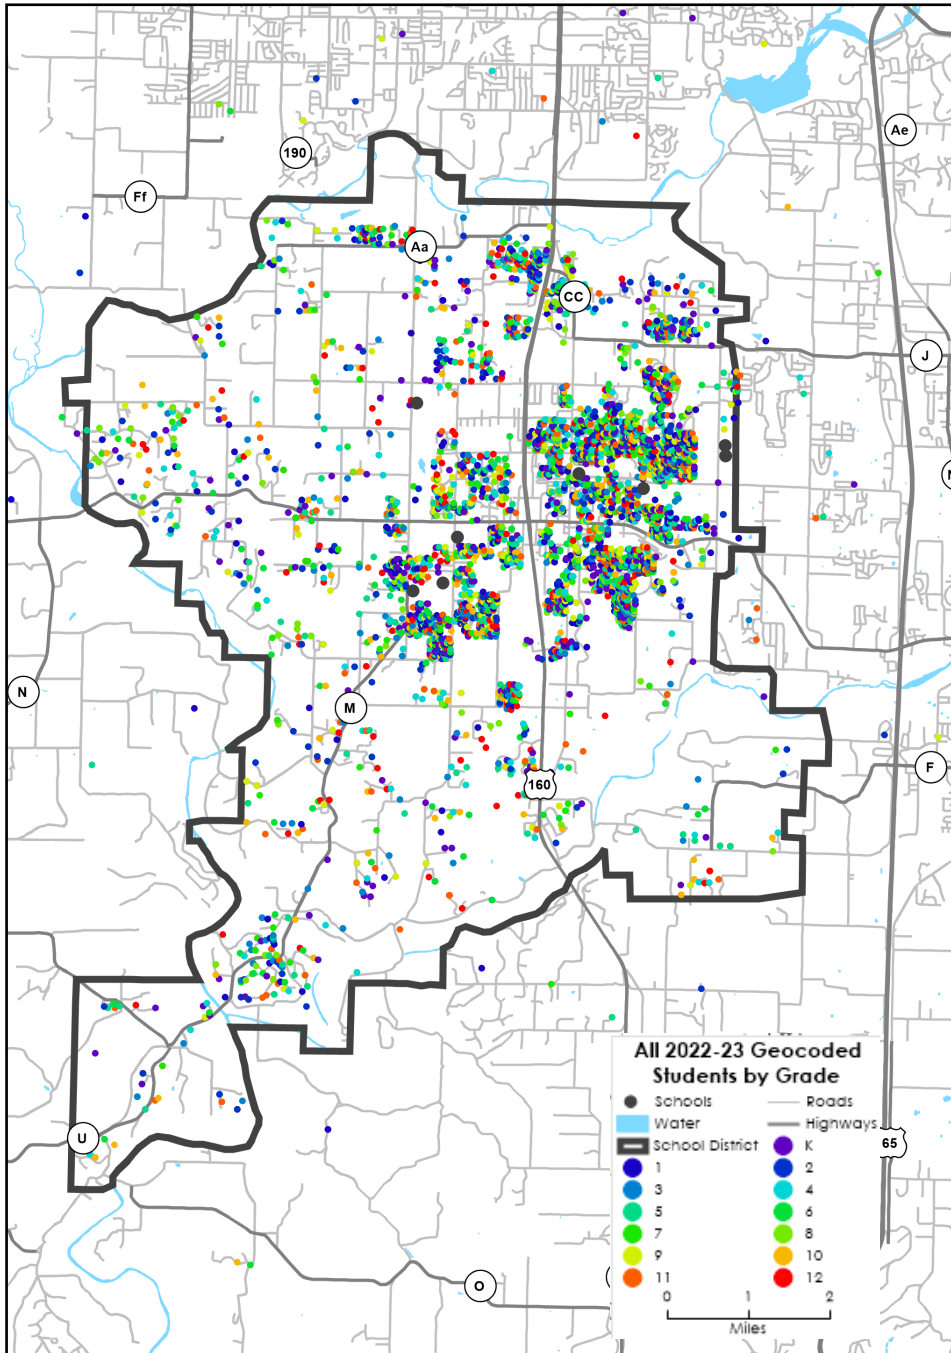 Ae
190
Ff
Aa
CC
J
N
M
F
160
All 2022-23 Geocoded
Students by Grade
Schools
Roads
Water
Highways
School District
K
1
2
3
4
5
6
7
8
9
10
11
12
0
1
2
Miles
65
U
O